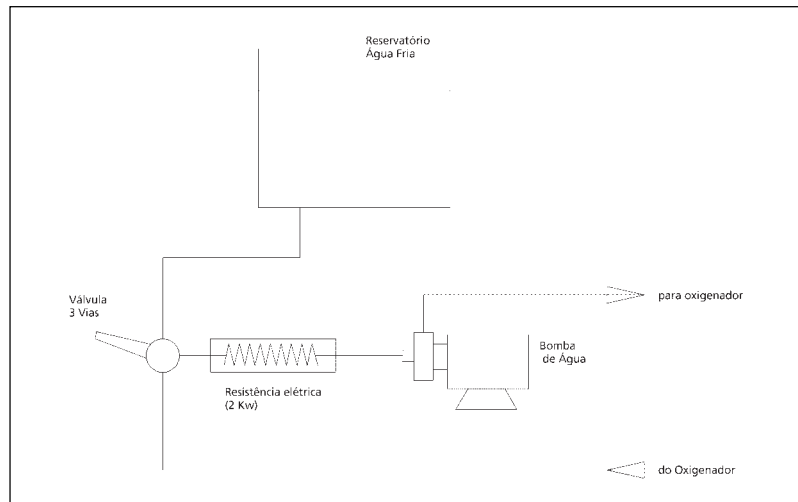 Reservatório
Água Fria
Válvula
3 Vias
para oxigenador
Bomba
de Água
Resistência elétrica
(2 Kw)
do Oxigenador